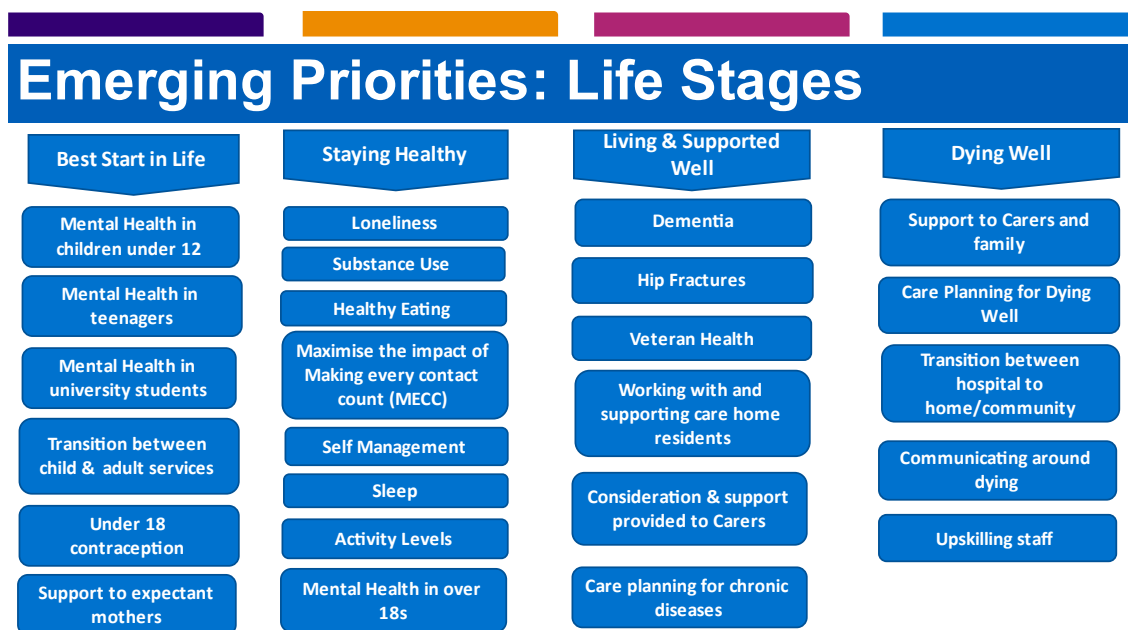 Emerging Priorities: Life Stages
Best Start in Life
Mental Health in
children under 12
Mental Health in
teenagers
Mental Health in
university students
Transition between
child & adult services
Under 18
contraception
Support to expectant
mothers
Staying Healthy
Loneliness
Substance Use
Healthy Eating
Maximise the impact of
Making every contact
count (MECC)
Self Management
Sleep
Activity Levels
Mental Health in over
18s
Living & Supported
Well
Dementia
Hip Fractures
Veteran Health
Working with and
supporting care home
residents
Consideration & support
provided to Carers
Care planning for chronic
diseases
Dying Well
Support to Carers and
family
Care Planning for Dying
Well
Transition between
hospital to
home/community
Communicating around
dying
Upskilling staff